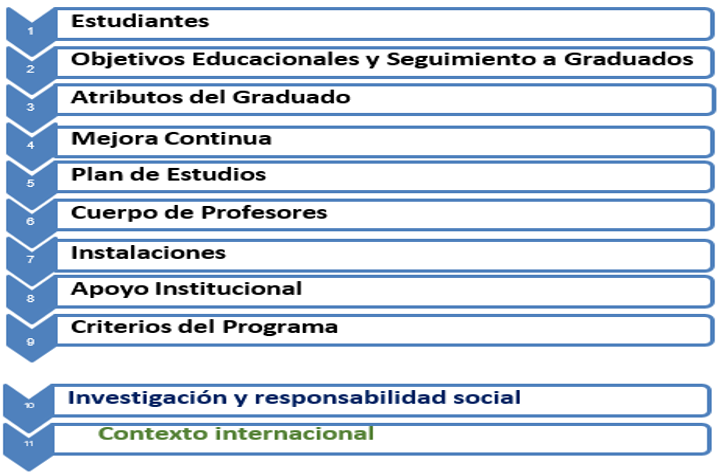 1 Estudiantes
2 Objetivos Educacionales y Seguimiento a Graduados
3 Atributos del Graduado
4 Mejora Continua
5 Plan de Estudios
6 Cuerpo de Profesores
7 Instalaciones
8 Apoyo Institucional
9 Criterios del Programa
10 Investigación y responsabilidad social
11 Contexto internacional